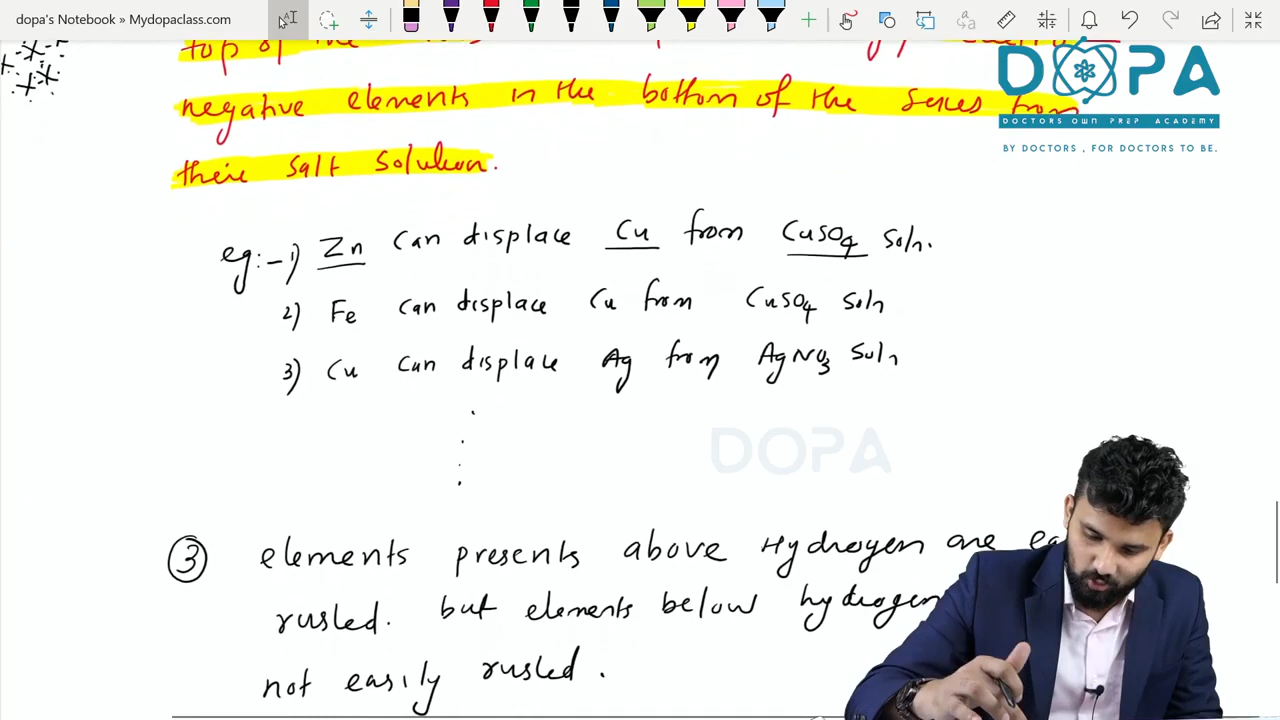 dopa's Notebook » Mydopaclass.com
top of the
negative elements in the bottom of the series from
their salt solution.
DOPA
DOCTORS OWN PREP ACADEMY
BY DOCTORS , FOR DOCTORS TO BE.
eg:- 1) Zn can displace Cu from CuSO4 soln.
2) Fe can displace Cu from CuSO4 soln
3) Cu can displace Ag from AgNO3 soln
DOPA
3 elements presents above Hydrogen are
rusted. but elements below hydrogen
not easily rusted.